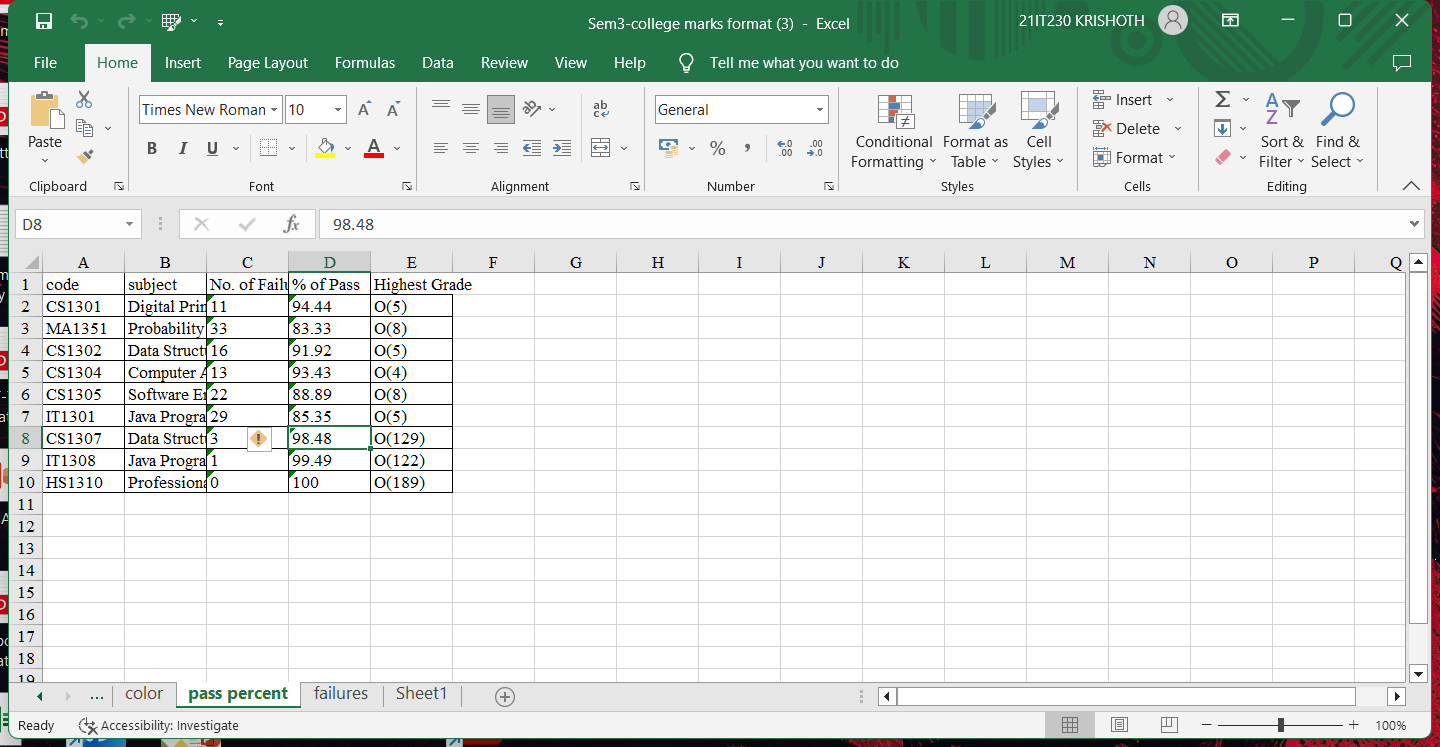 Sem3-college marks format (3) - Excel
21IT230 KRISHOTH
File Home Insert Page Layout Formulas Data Review View Help Tell me what you want to do
Paste
Clipboard
Times New Roman 10
B I U A
Font
ab
Alignment
General
% ,
Number
Conditional Formatting
Format as Table
Cell Styles
Styles
Insert
Delete
Format
Cells
Sort & Filter
Find & Select
Editing
D8 fx 98.48
A B C D E F G H I J K L M N O P Q
1 code subject No. of Failu % of Pass Highest Grade
2 CS1301 Digital Prin 11 94.44 O(5)
3 MA1351 Probability 33 83.33 O(8)
4 CS1302 Data Struct 16 91.92 O(5)
5 CS1304 Computer A 13 93.43 O(4)
6 CS1305 Software En 22 88.89 O(8)
7 IT1301 Java Progra 29 85.35 O(5)
8 CS1307 Data Struct 3 98.48 O(129)
9 IT1308 Java Progra 1 99.49 O(122)
10 HS1310 Professiona 0 100 O(189)
11
12
13
14
15
16
17
18
19
... color pass percent failures Sheet1
Ready Accessibility: Investigate 100%